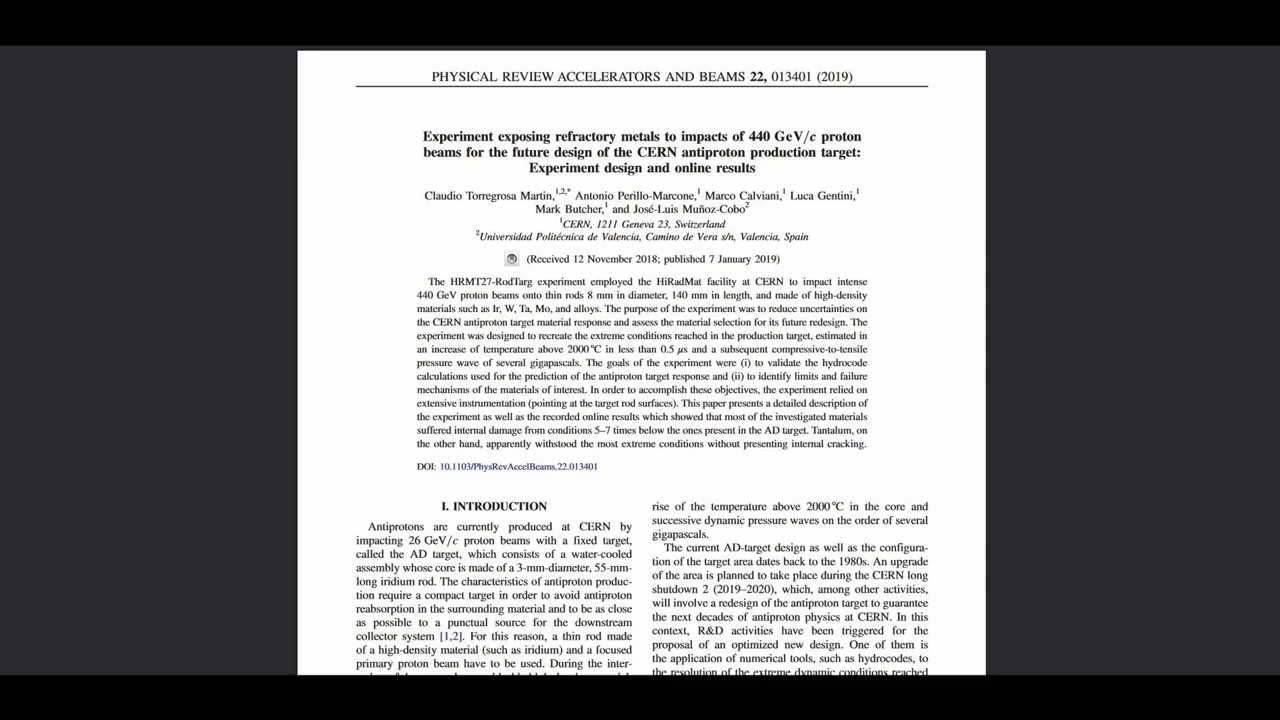 PHYSICAL REVIEW ACCELERATORS AND BEAMS 22, 013401 (2019)
Experiment exposing refractory metals to impacts of 440 GeV/c proton
beams for the future design of the CERN antiproton production target:
Experiment design and online results
Claudio Torregrosa Martin,1,2,* Antonio Perillo-Marcone,1 Marco Calviani,1 Luca Gentini,1
Mark Butcher,1 and José-Luis Muñoz-Cobo2
1CERN, 1211 Geneva 23, Switzerland
2Universidad Politécnica de Valencia, Camino de Vera s/n, Valencia, Spain
(Received 12 November 2018; published 7 January 2019)
The HRMT27-RodTarg experiment employed the HiRadMat facility at CERN to impact intense
440 GeV proton beams onto thin rods 8 mm in diameter, 140 mm in length, and made of high-density
materials such as Ir, W, Ta, Mo, and alloys. The purpose of the experiment was to reduce uncertainties on
the CERN antiproton target material response and assess the material selection for its future redesign. The
experiment was designed to recreate the extreme conditions reached in the production target, estimated in
an increase of temperature above 2000 °C in less than 0.5 μs and a subsequent compressive-to-tensile
pressure wave of several gigapascals. The goals of the experiment were (i) to validate the hydrocode
calculations used for the prediction of the antiproton target response and (ii) to identify limits and failure
mechanisms of the materials of interest. In order to accomplish these objectives, the experiment relied on
extensive instrumentation (pointing at the target rod surfaces). This paper presents a detailed description of
the experiment as well as the recorded online results which showed that most of the investigated materials
suffered internal damage from conditions 5–7 times below the ones present in the AD target. Tantalum, on
the other hand, apparently withstood the most extreme conditions without presenting internal cracking.
DOI: 10.1103/PhysRevAccelBeams.22.013401
I. INTRODUCTION
Antiprotons are currently produced at CERN by
impacting 26 GeV/c proton beams with a fixed target,
called the AD target, which consists of a water-cooled
assembly whose core is made of a 3-mm-diameter, 55-mm-
long iridium rod. The characteristics of antiproton produc-
tion require a compact target in order to avoid antiproton
reabsorption in the surrounding material and to be as close
as possible to a punctual source for the downstream
collector system [1,2]. For this reason, a thin rod made
of a high-density material (such as iridium) and a focused
primary proton beam have to be used. During the inter-
rise of the temperature above 2000 °C in the core and
successive dynamic pressure waves on the order of several
gigapascals.
The current AD-target design as well as the configura-
tion of the target area dates back to the 1980s. An upgrade
of the area is planned to take place during the CERN long
shutdown 2 (2019–2020), which, among other activities,
will involve a redesign of the antiproton target to guarantee
the next decades of antiproton physics at CERN. In this
context, R&D activities have been triggered for the
proposal of an optimized new design. One of them is
the application of numerical tools, such as hydrocodes, to
the resolution of the extreme dynamic conditions reached